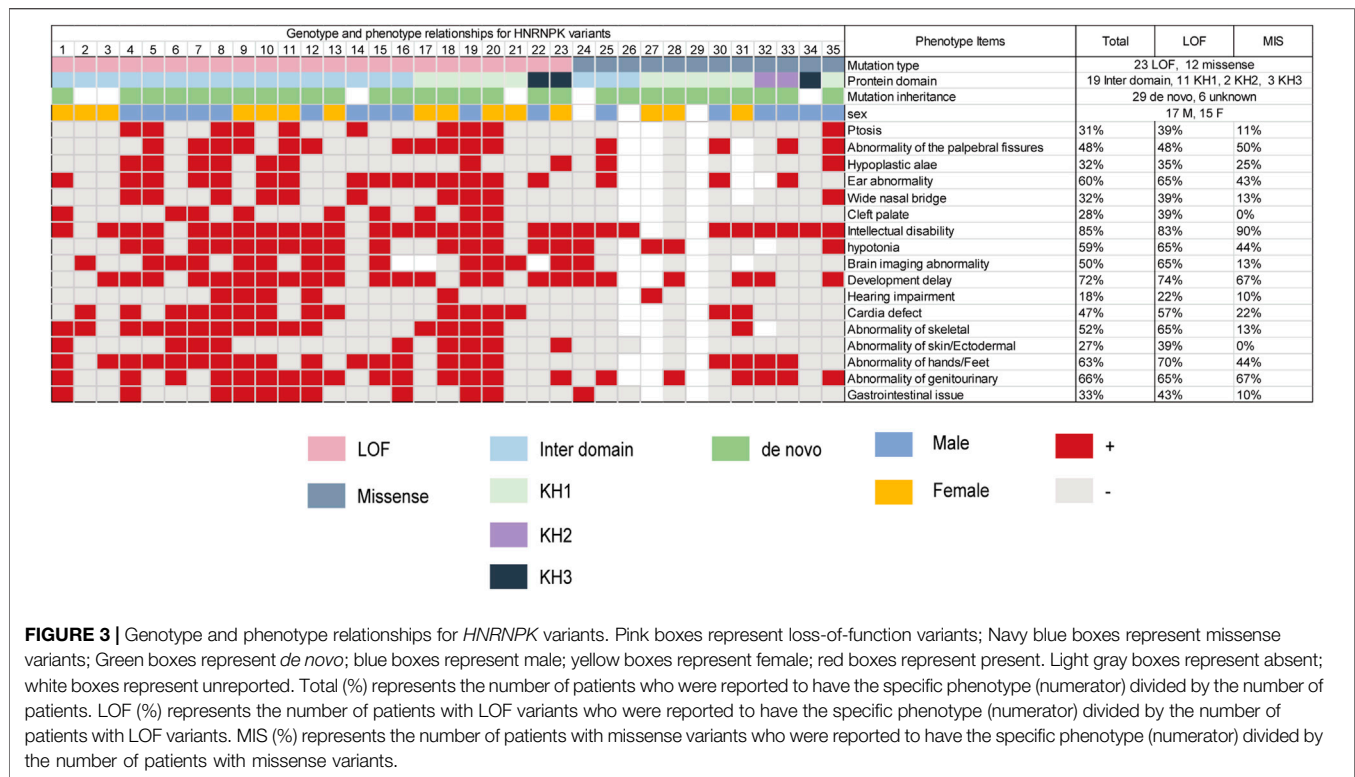 Genotype and phenotype relationships for HNRNPK variants Phenotype Items Total LOF MIS
1 2 3 4 5 6 7 8 9 10 11 12 13 14 15 16 17 18 19 20 21 22 23 24 25 26 27 28 29 30 31 32 33 34 35
Mutation type 23 LOF, 12 missense
Prontein domain 19 Inter domain, 11 KH1, 2 KH2, 3 KH3
Mutation inheritance 29 de novo, 6 unknown
sex 17 M, 15 F
Ptosis 31% 39% 11%
Abnormality of the palpebral fissures 48% 48% 50%
Hypoplastic alae 32% 35% 25%
Ear abnormality 60% 65% 43%
Wide nasal bridge 32% 39% 13%
Cleft palate 28% 39% 0%
Intellectual disability 85% 83% 90%
hypotonia 59% 65% 44%
Brain imaging abnormality 50% 65% 13%
Development delay 72% 74% 67%
Hearing impairment 18% 22% 10%
Cardia defect 47% 57% 22%
Abnormality of skeletal 52% 65% 13%
Abnormality of skin/Ectodermal 27% 39% 0%
Abnormality of hands/Feet 63% 70% 44%
Abnormality of genitourinary 66% 65% 67%
Gastrointestinal issue 33% 43% 10%
LOF Inter domain de novo Male +
Missense KH1 Female -
KH2
KH3
FIGURE 3 | Genotype and phenotype relationships for HNRNPK variants. Pink boxes represent loss-of-function variants; Navy blue boxes represent missense
variants; Green boxes represent de novo; blue boxes represent male; yellow boxes represent female; red boxes represent present. Light gray boxes represent absent;
white boxes represent unreported. Total (%) represents the number of patients who were reported to have the specific phenotype (numerator) divided by the number of
patients. LOF (%) represents the number of patients with LOF variants who were reported to have the specific phenotype (numerator) divided by the number of
patients with LOF variants. MIS (%) represents the number of patients with missense variants who were reported to have the specific phenotype (numerator) divided by
the number of patients with missense variants.